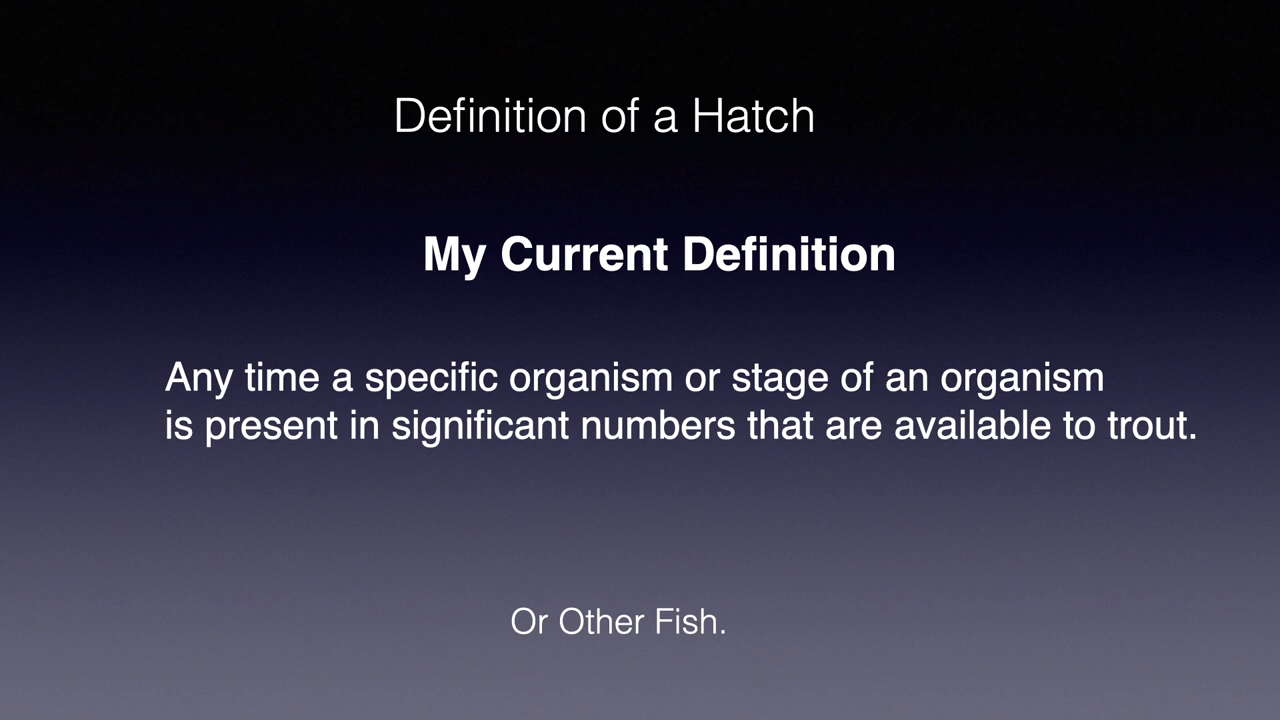 Definition of a Hatch
My Current Definition
Any time a specific organism or stage of an organism
is present in significant numbers that are available to trout.
Or Other Fish.